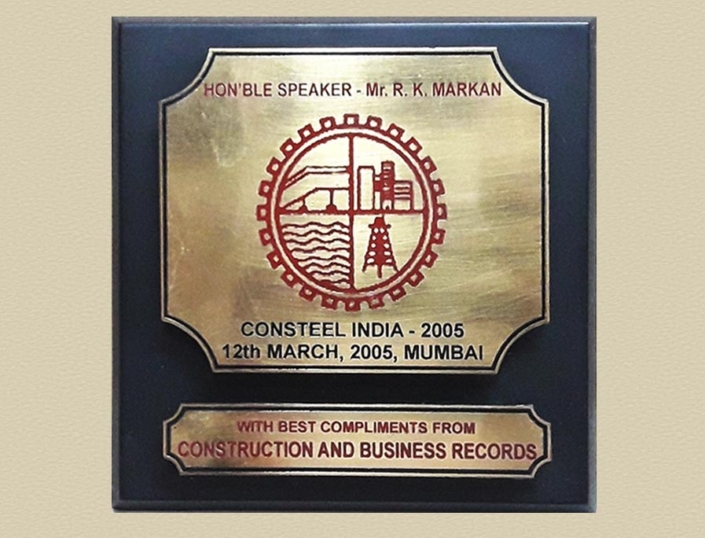 HON'BLE SPEAKER - Mr. R. K. MARKAN
CONSTEEL INDIA - 2005
12th MARCH, 2005, MUMBAI
WITH BEST COMPLIMENTS FROM
CONSTRUCTION AND BUSINESS RECORDS